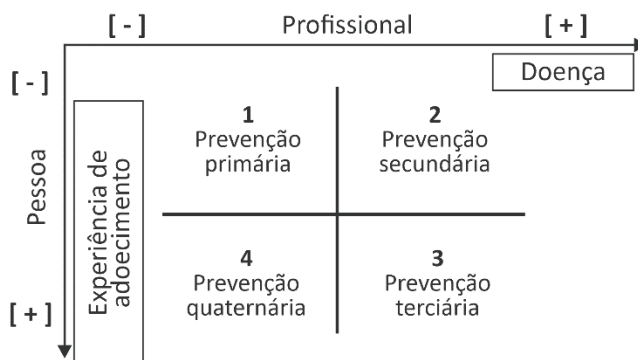 [ - ] Profissional [ + ]
Doença
[ - ]
Pessoa
[ + ]
Experiência de
adoecimento
1
Prevenção
primária
2
Prevenção
secundária
4
Prevenção
quaternária
3
Prevenção
terciária